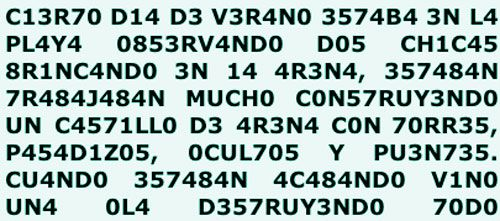 C13R70 D14 D3 V3R4N0 3574B4 3N L4
PL4Y4 0853RV4ND0 D05 CH1C45
8R1NC4ND0 3N 14 4R3N4, 357484N
7R484J484N MUCH0 C0N57RUY3ND0
UN C4571LL0 D3 4R3N4 C0N 70RR35,
P454D1Z05, 0CUL705 Y PU3N735.
CU4ND0 357484N 4C484ND0 V1N0
UN4 0L4 D357RUY3ND0 70D0